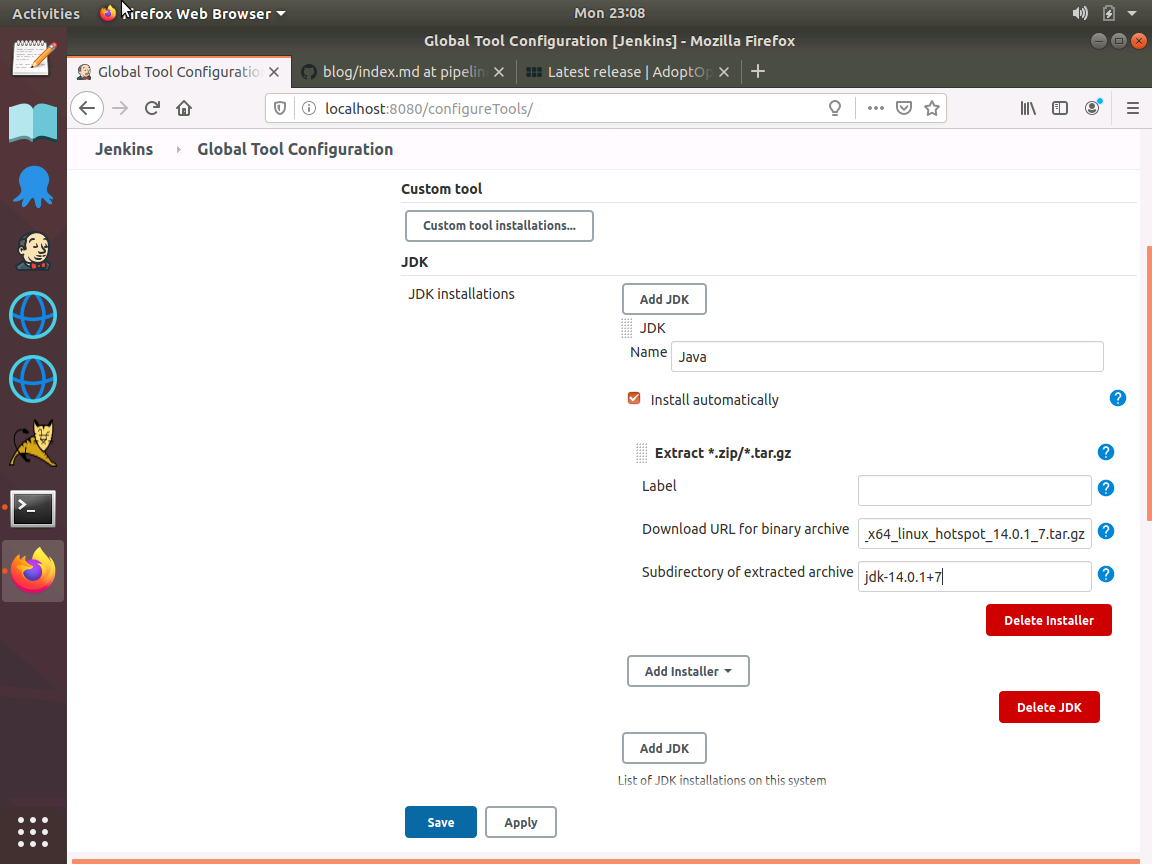 Activities
Firefox Web Browser
Mon 23:08
Global Tool Configuration [Jenkins] - Mozilla Firefox
Global Tool Configuratio
blog/index.md at pipelin
Latest release | AdoptOp
localhost:8080/configureTools/
Jenkins
Global Tool Configuration
Custom tool
Custom tool installations...
JDK
JDK installations
Add JDK
JDK
Name
Java
Install automatically
?
Extract *.zip/*.tar.gz
?
Label
?
Download URL for binary archive
_x64_linux_hotspot_14.0.1_7.tar.gz
?
Subdirectory of extracted archive
jdk-14.0.1+7
?
Delete Installer
Add Installer
Delete JDK
Add JDK
List of JDK installations on this system
Save
Apply